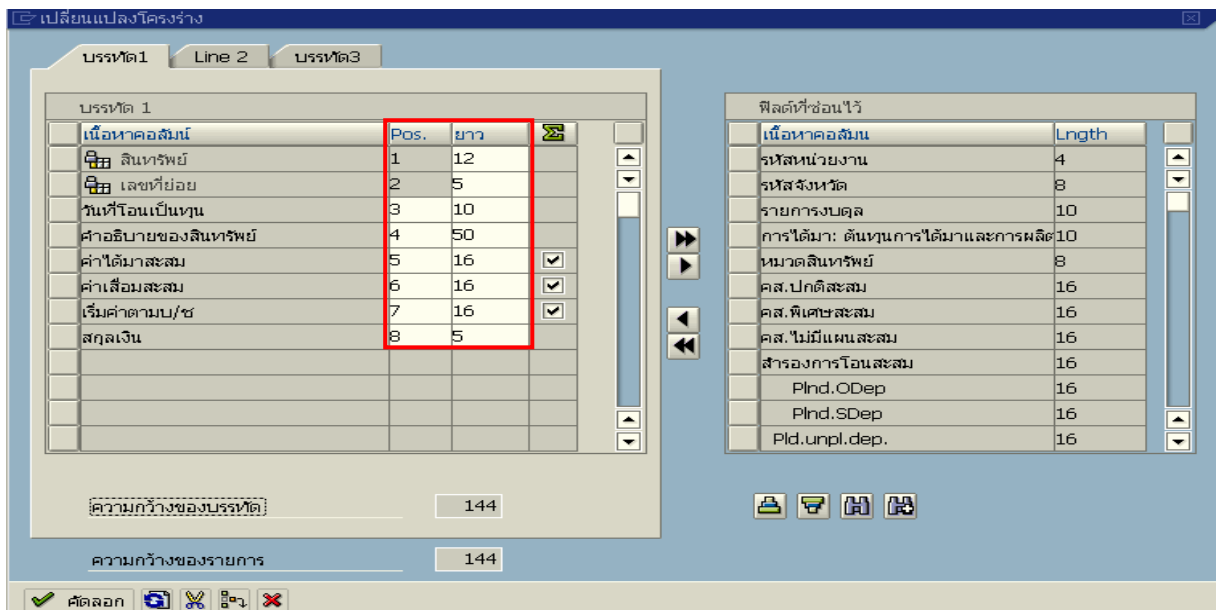 เปลี่ยนแปลงโครงร่าง
บรรทัด1 Line 2 บรรทัด3
บรรทัด 1
เนื้อหาคอลัมน์ Pos. ยาว
สินทรัพย์ 1 12
เลขที่ย่อย 2 5
วันที่โอนเป็นทุน 3 10
คำอธิบายของสินทรัพย์ 4 50
ค่าได้มาสะสม 5 16
ค่าเสื่อมสะสม 6 16
เริ่มค่าตามบ/ช 7 16
สกุลเงิน 8 5
ความกว้างของบรรทัด 144
ความกว้างของรายการ 144
ฟิลด์ที่ซ่อนไว้
เนื้อหาคอลัมน Lngth
รหัสหน่วยงาน 4
รหัสจังหวัด 8
รายการงบดุล 10
การได้มา: ต้นทุนการได้มาและการผลิต 10
หมวดสินทรัพย์ 8
คส.ปกติสะสม 16
คส.พิเศษสะสม 16
คส.ไม่มีแผนสะสม 16
สำรองการโอนสะสม 16
Plnd.ODep 16
Plnd.SDep 16
Pld.unpl.dep. 16
คัดลอก